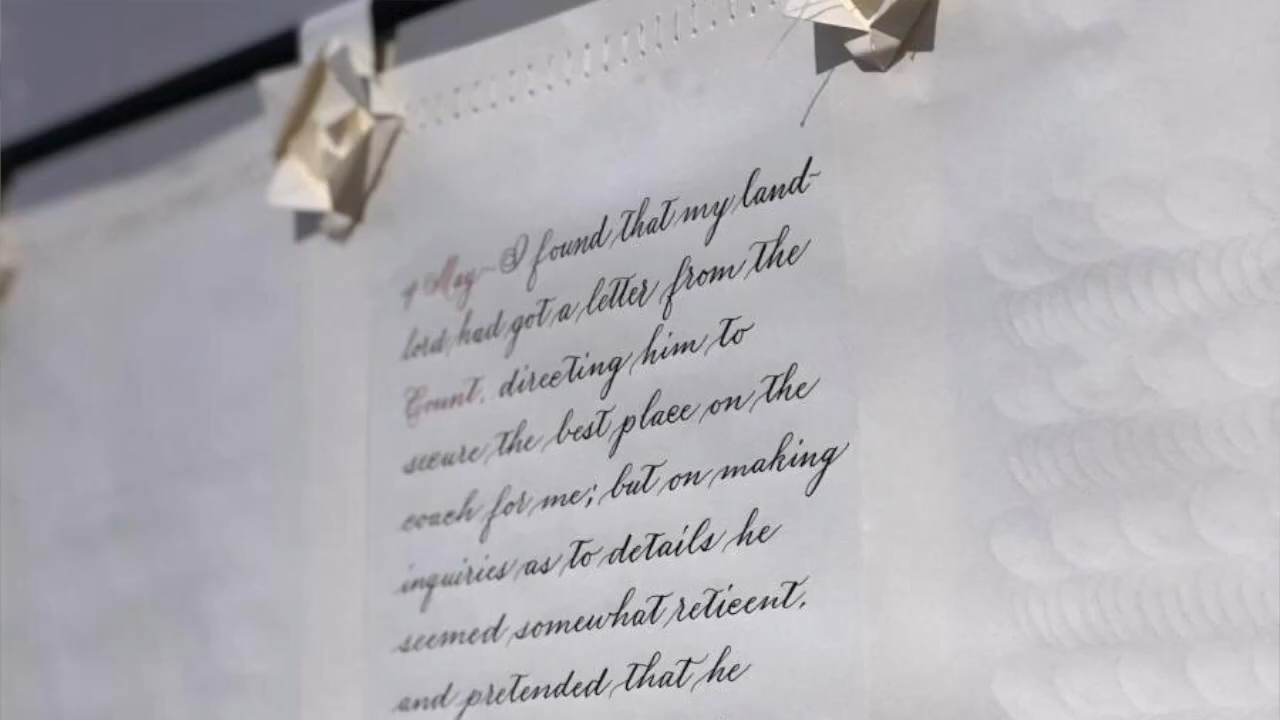 4 May—I found that my land-
lord had got a letter from the
Count, directing him to
secure the best place on the
coach for me; but on making
inquiries as to details he
seemed somewhat reticent,
and pretended that he